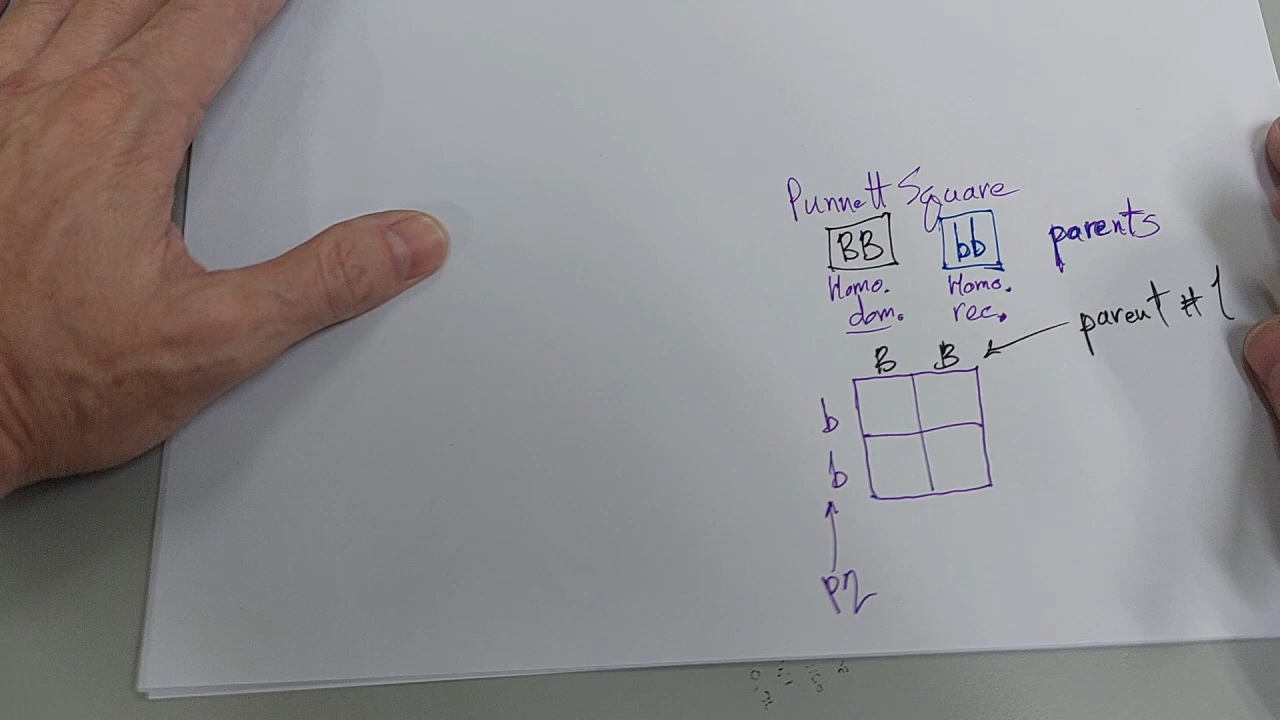 Punnett Square
BB bb parents
Homo. Homo.
dom. rec.
parent #1
B B
b
b
P2